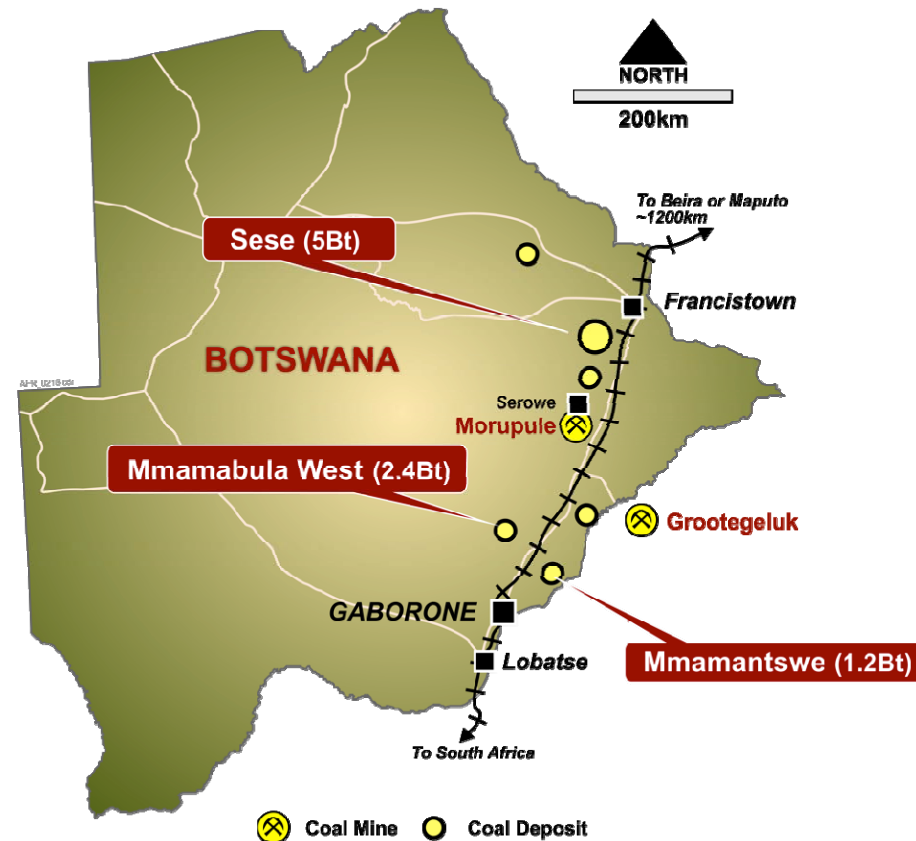 NORTH
200km
To Beira or Maputo
~1200km
Sese (5Bt)
Francistown
BOTSWANA
Serowe
Morupule
Mmamabula West (2.4Bt)
Grootegeluk
GABORONE
Lobatse
Mmamantswe (1.2Bt)
To South Africa
Coal Mine
Coal Deposit